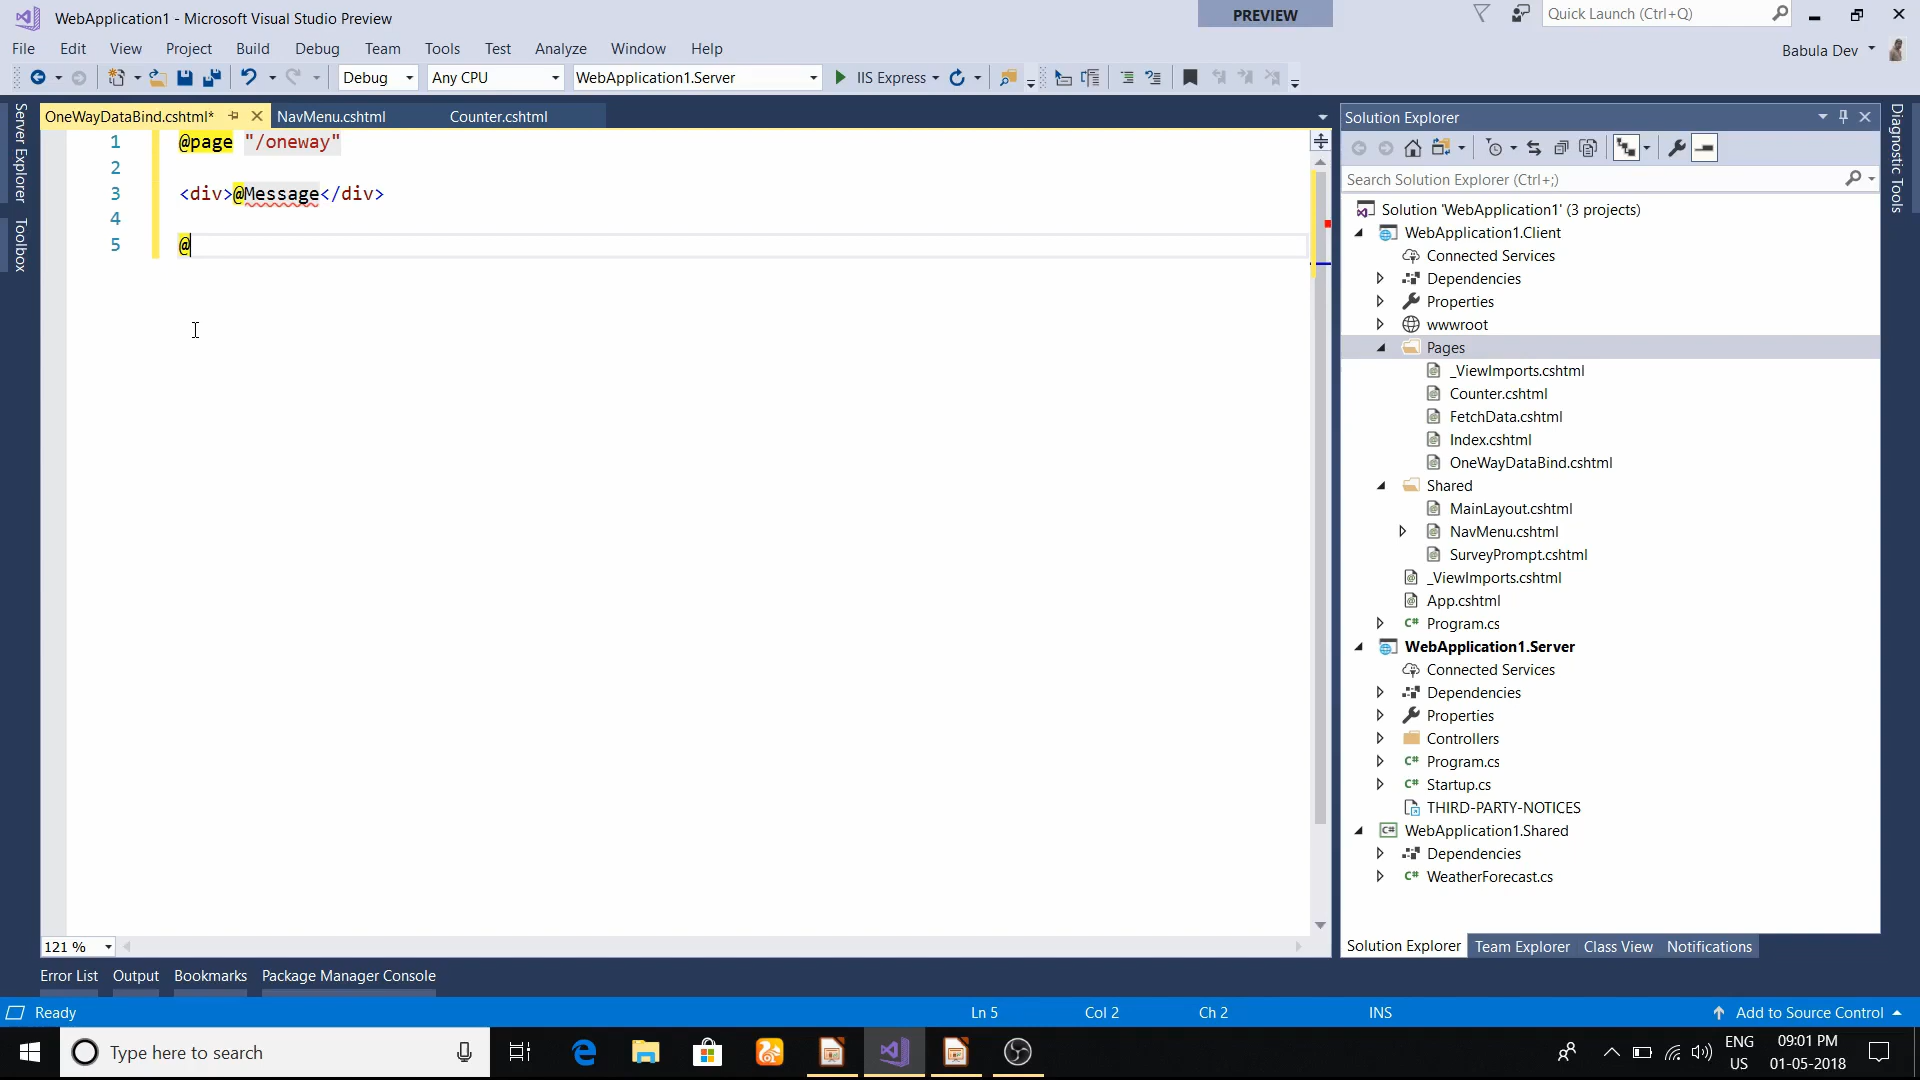 WebApplication1 - Microsoft Visual Studio Preview
PREVIEW
Quick Launch (Ctrl+Q)
File Edit View Project Build Debug Team Tools Test Analyze Window Help
Babula Dev
Debug
Any CPU
WebApplication1.Server
IIS Express
Server Explorer
Toolbox
OneWayDataBind.cshtml*
NavMenu.cshtml
Counter.cshtml
1 @page "/oneway"
2
3 <div>@Message</div>
4
5 @
121 %
Solution Explorer
Search Solution Explorer (Ctrl+;)
Solution 'WebApplication1' (3 projects)
WebApplication1.Client
Connected Services
Dependencies
Properties
wwwroot
Pages
_ViewImports.cshtml
Counter.cshtml
FetchData.cshtml
Index.cshtml
OneWayDataBind.cshtml
Shared
MainLayout.cshtml
NavMenu.cshtml
SurveyPrompt.cshtml
_ViewImports.cshtml
App.cshtml
C# Program.cs
WebApplication1.Server
Connected Services
Dependencies
Properties
Controllers
C# Program.cs
C# Startup.cs
THIRD-PARTY-NOTICES
C# WebApplication1.Shared
Dependencies
C# WeatherForecast.cs
Solution Explorer Team Explorer Class View Notifications
Diagnostic Tools
Error List Output Bookmarks Package Manager Console
Ready
Ln 5
Col 2
Ch 2
INS
Add to Source Control
Type here to search
ENG
US
09:01 PM
01-05-2018